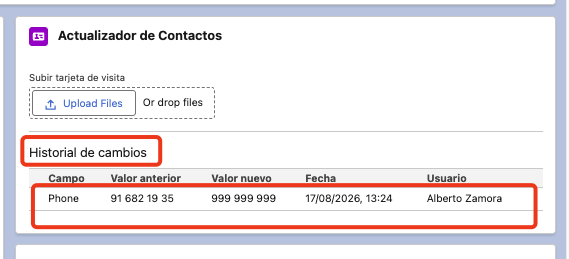 Actualizador de Contactos
Subir tarjeta de visita
Upload Files Or drop files
Historial de cambios
Campo Valor anterior Valor nuevo Fecha Usuario
Phone 91 682 19 35 999 999 999 17/08/2026, 13:24 Alberto Zamora